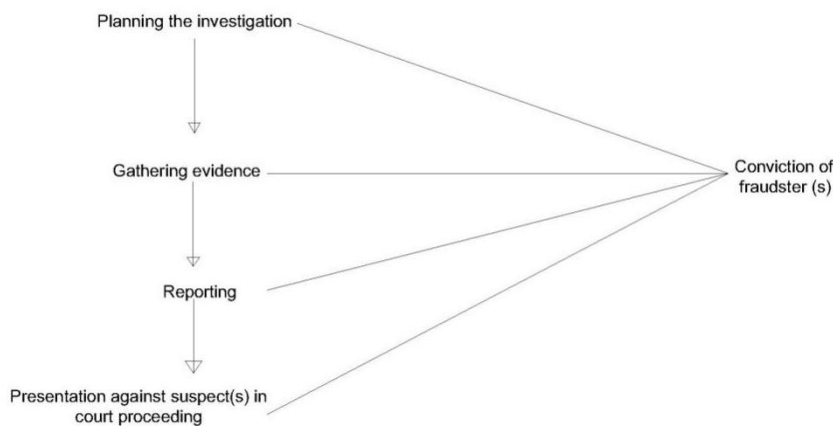 Planning the investigation
Gathering evidence
Conviction of
fraudster (s)
Reporting
Presentation against suspect(s) in
court proceeding